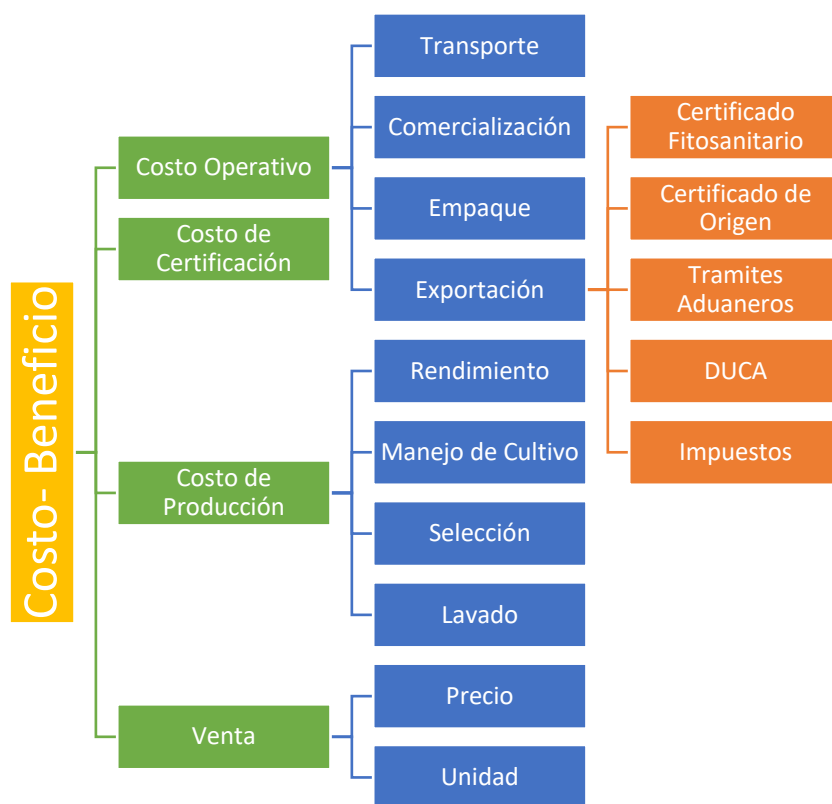 Costo- Beneficio
Costo Operativo
Costo de
Certificación
Costo de
Producción
Venta
Transporte
Comercialización
Empaque
Exportación
Rendimiento
Manejo de Cultivo
Selección
Lavado
Precio
Unidad
Certificado
Fitosanitario
Certificado de
Origen
Tramites
Aduaneros
DUCA
Impuestos